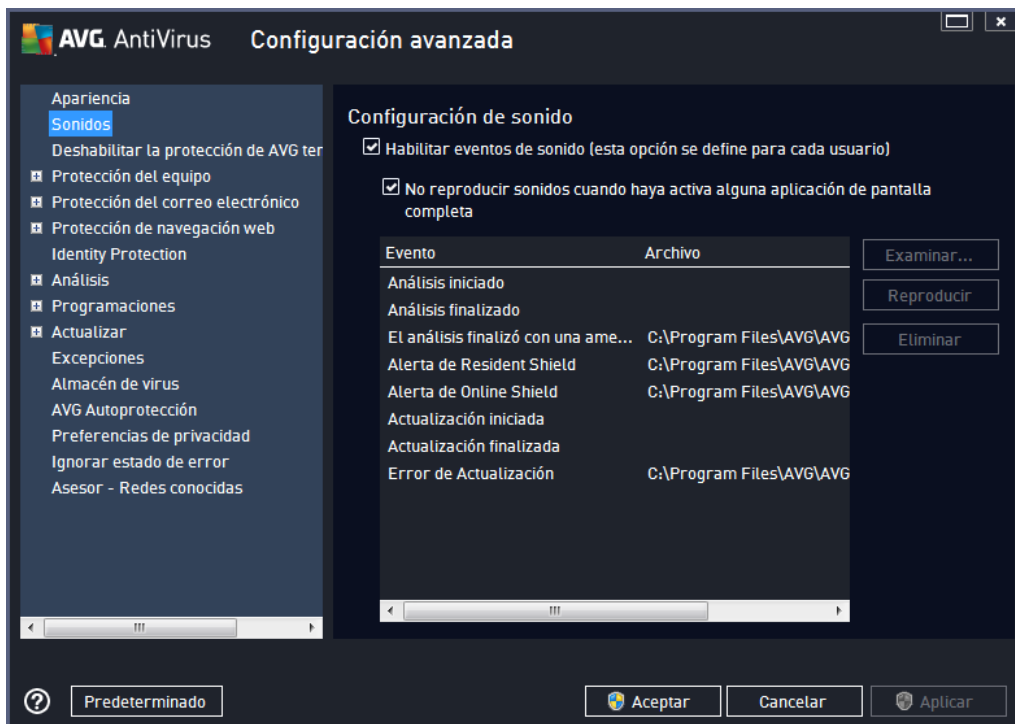 AVG. AntiVirus Configuración avanzada
Apariencia
Sonidos
Deshabilitar la protección de AVG ter
Protección del equipo
Protección del correo electrónico
Protección de navegación web
Identity Protection
Análisis
Programaciones
Actualizar
Excepciones
Almacén de virus
AVG Autoprotección
Preferencias de privacidad
Ignorar estado de error
Asesor - Redes conocidas
Configuración de sonido
Habilitar eventos de sonido (esta opción se define para cada usuario)
No reproducir sonidos cuando haya activa alguna aplicación de pantalla
completa
Evento Archivo
Análisis iniciado
Análisis finalizado
El análisis finalizó con una ame... C:\Program Files\AVG\AVG
Alerta de Resident Shield C:\Program Files\AVG\AVG
Alerta de Online Shield C:\Program Files\AVG\AVG
Actualización iniciada
Actualización finalizada
Error de Actualización C:\Program Files\AVG\AVG
Examinar...
Reproducir
Eliminar
Predeterminado
Aceptar
Cancelar
Aplicar